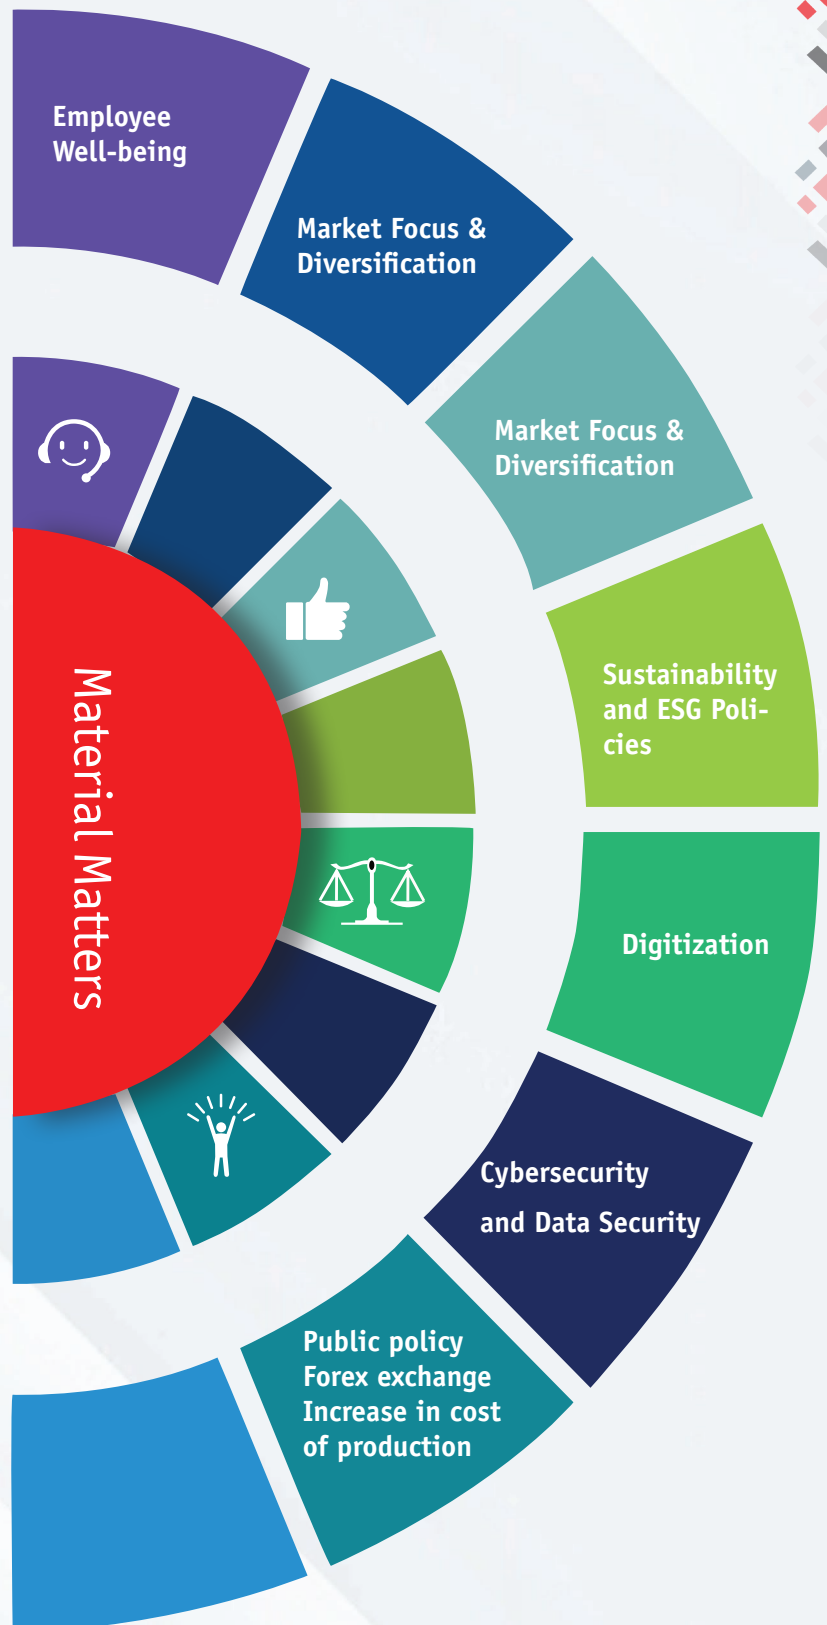 Employee
Well-being
Market Focus &
Diversification
Market Focus &
Diversification
Sustainability
and ESG Poli-
cies
Material Matters
Digitization
Cybersecurity
and Data Security
Public policy
Forex exchange
Increase in cost
of production